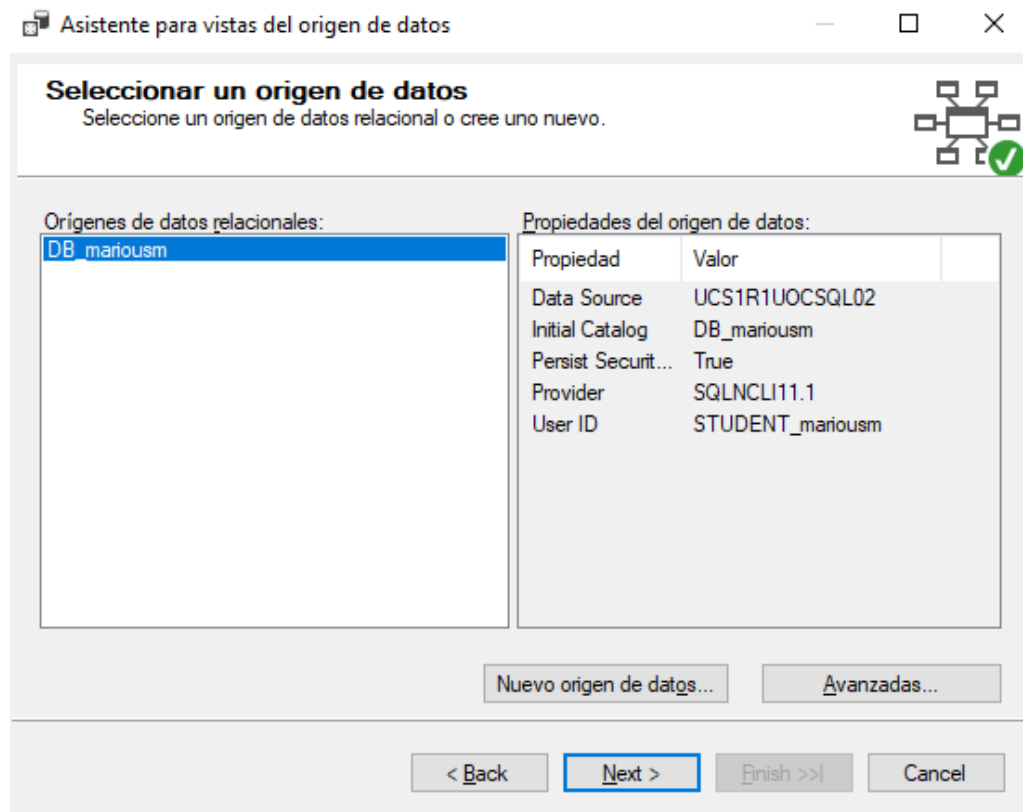 Asistente para vistas del origen de datos
Seleccionar un origen de datos
Seleccione un origen de datos relacional o cree uno nuevo.
Orígenes de datos relacionales:
DB_mariousm
Propiedades del origen de datos:
Propiedad Valor
Data Source UCS1R1UOCSQL02
Initial Catalog DB_mariousm
Persist Securit... True
Provider SQLNCLI11.1
User ID STUDENT_mariousm
Nuevo origen de datos... Avanzadas...
< Back Next > Finish >>| Cancel